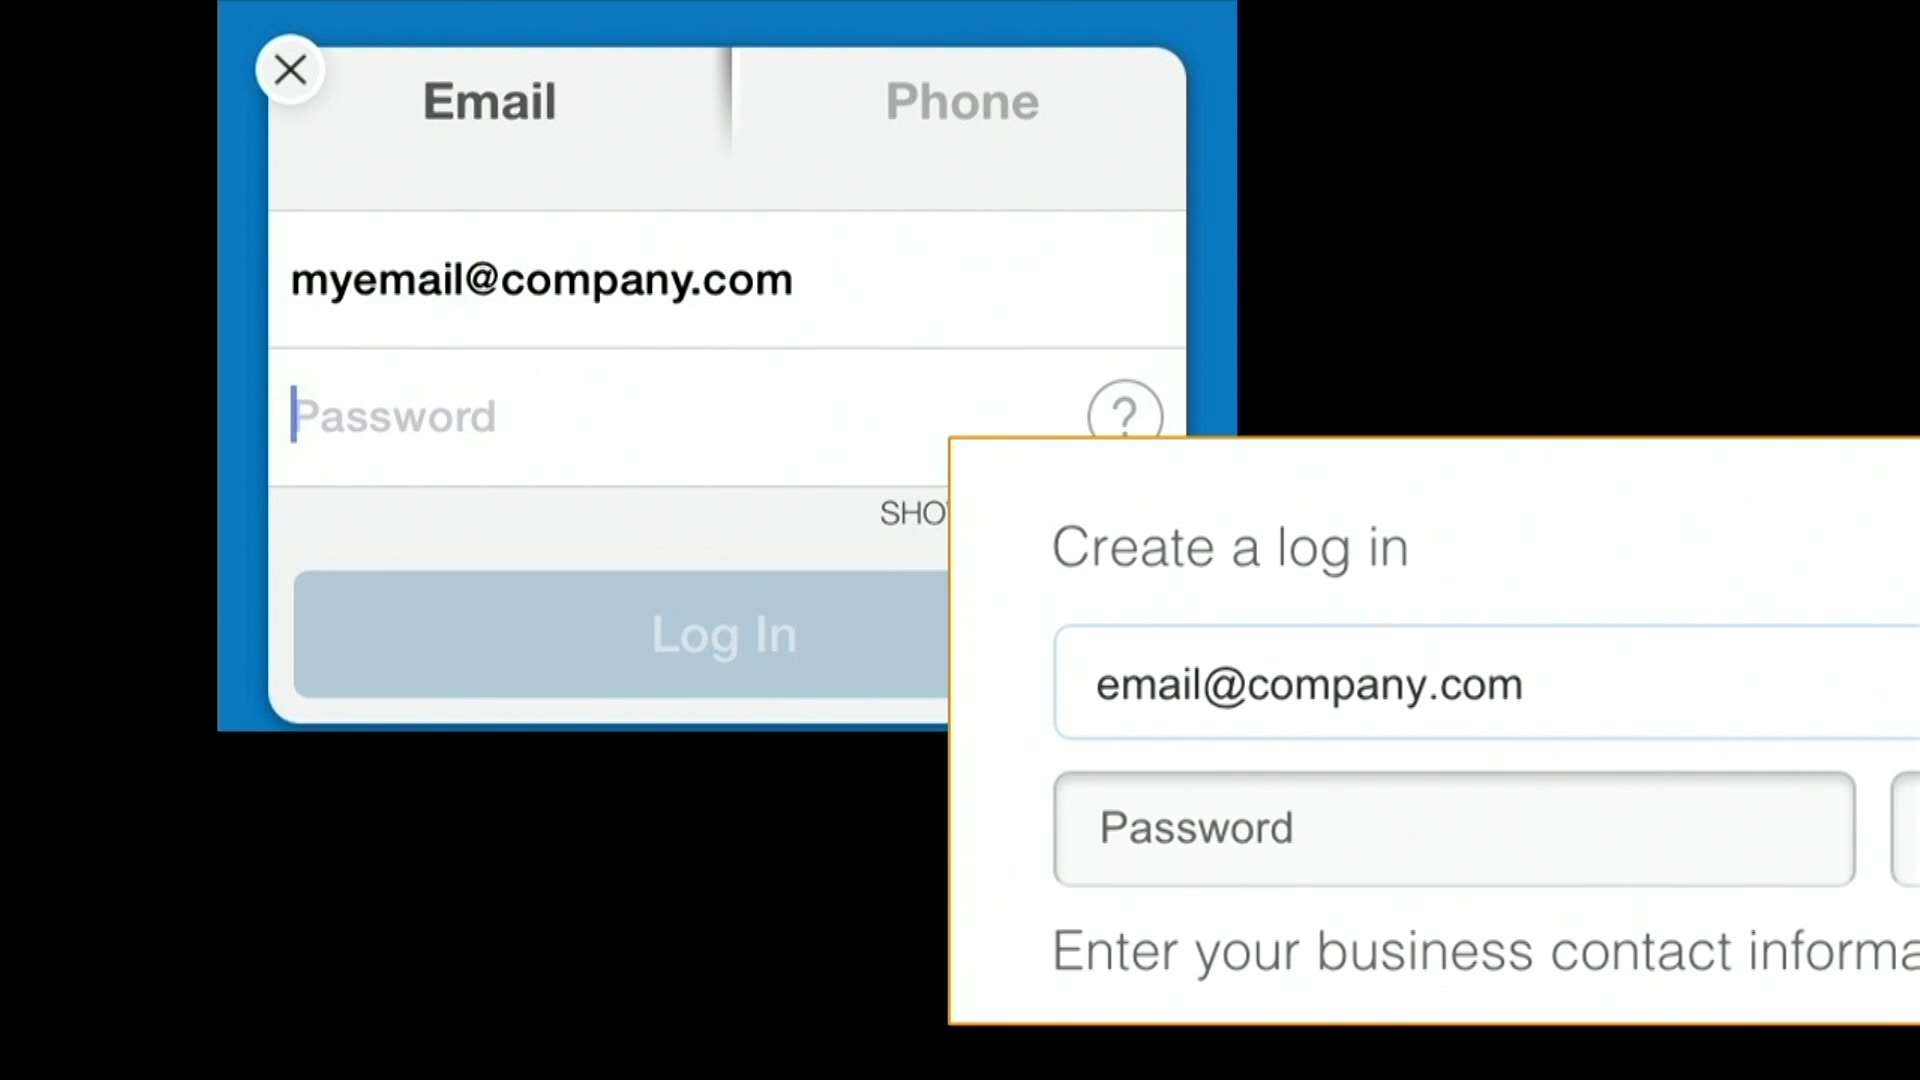 Email
Phone
myemail@company.com
Password
?
SHO
Log In
Create a log in
email@company.com
Password
Enter your business contact informa